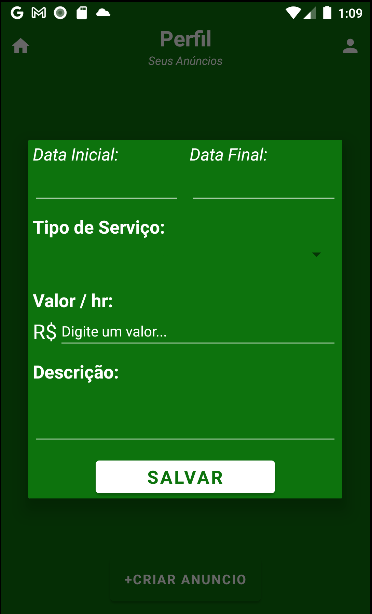 1:09
Perfil
Seus Anúncios
Data Inicial: Data Final:
Tipo de Serviço:
Valor / hr:
R$ Digite um valor...
Descrição:
SALVAR
+CRIAR ANUNCIO